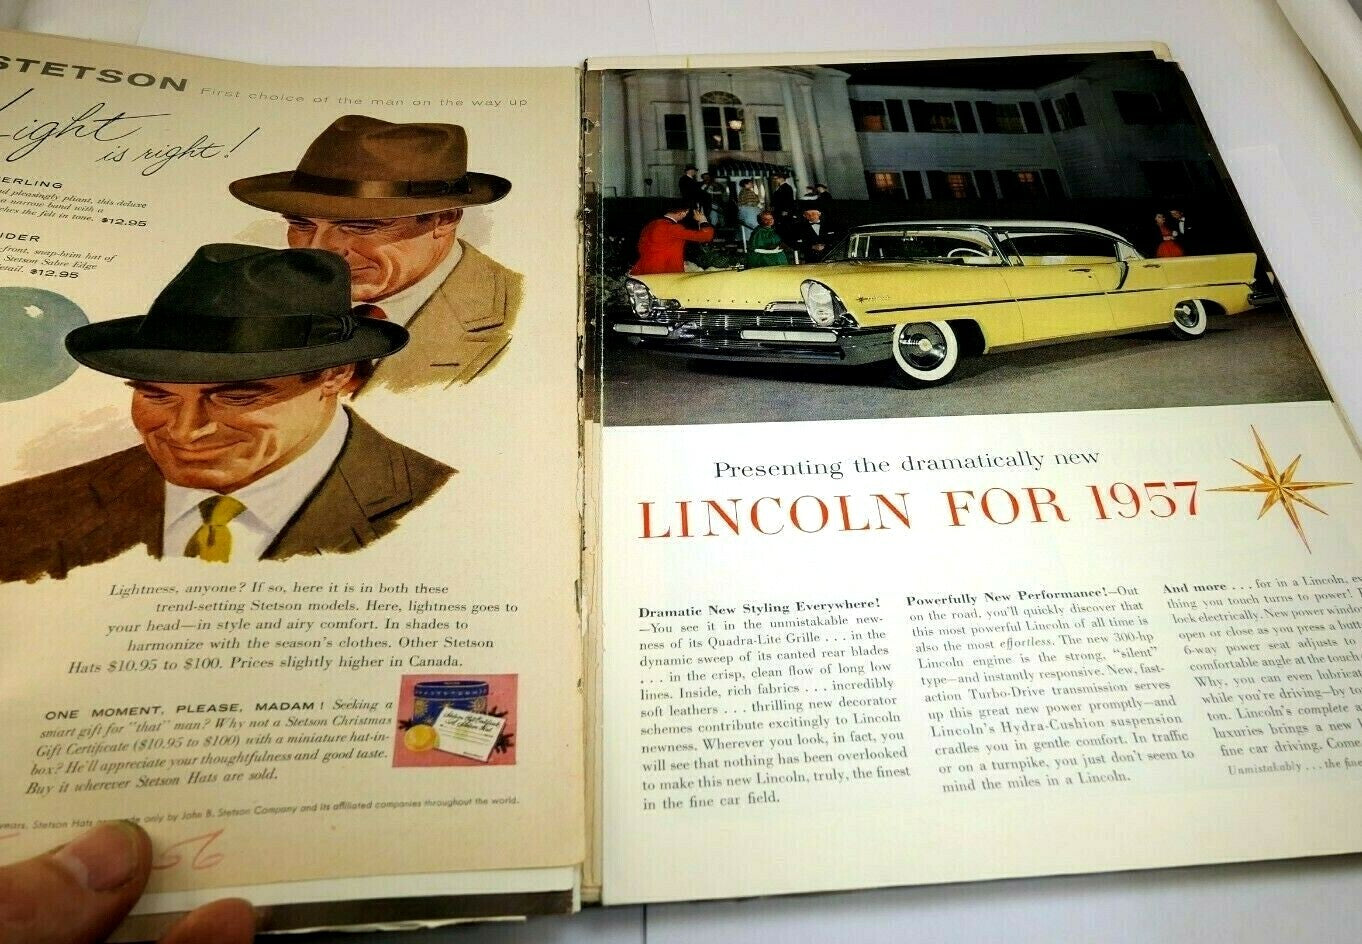 STETSON First choice of the man on the way up
Light
is right!
ERLING
pleasingly pliant, this deluxe
a narrow band with a
ches the felt in tone. $12.95
IDER
front, snap-brim hat of
Stetson Sabre Edge
etail. $12.95
Lightness, anyone? If so, here it is in both these
trend-setting Stetson models. Here, lightness goes to
your head—in style and airy comfort. In shades to
harmonize with the season's clothes. Other Stetson
Hats $10.95 to $100. Prices slightly higher in Canada.
ONE MOMENT, PLEASE, MADAM! Seeking a
smart gift for "that" man? Why not a Stetson Christmas
Gift Certificate ($10.95 to $100) with a miniature hat-in-
box? He'll appreciate your thoughtfulness and good taste.
Buy it wherever Stetson Hats are sold.
years. Stetson Hats are made only by John B. Stetson Company and its affiliated companies throughout the world.
56
LINCOLN
Presenting the dramatically new
LINCOLN FOR 1957
Dramatic New Styling Everywhere!
—You see it in the unmistakable new-
ness of its Quadra-Lite Grille . . . in the
dynamic sweep of its canted rear blades
. . . in the crisp, clean flow of long low
lines. Inside, rich fabrics . . . incredibly
soft leathers . . . thrilling new decorator
schemes contribute excitingly to Lincoln
newness. Wherever you look, in fact, you
will see that nothing has been overlooked
to make this new Lincoln, truly, the finest
in the fine car field.
Powerfully New Performance!—Out
on the road, you'll quickly discover that
this most powerful Lincoln of all time is
also the most effortless. The new 300-hp
Lincoln engine is the strong, "silent"
type—and instantly responsive. New, fast-
action Turbo-Drive transmission serves
up this great new power promptly—and
Lincoln's Hydra-Cushion suspension
cradles you in gentle comfort. In traffic
or on a turnpike, you just don't seem to
mind the miles in a Lincoln.
And more . . . for in a Lincoln, ev
thing you touch turns to power!
lock electrically. New power window
open or close as you press a butt
6-way power seat adjusts to
comfortable angle at the touch
Why, you can even lubricat
while you're driving—by to
ton. Lincoln's complete a
luxuries brings a new
fine car driving. Come
Unmistakably . . . the fine